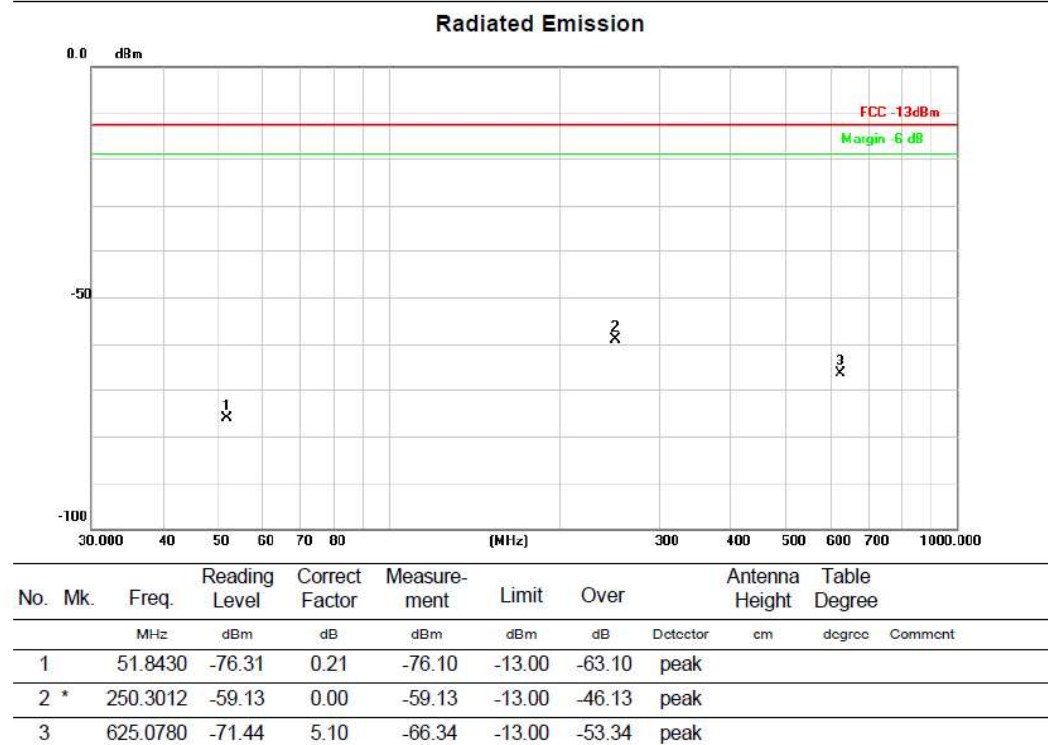 Radiated Emission
0.0 dBm
FCC -13dBm
Margin -6 dB
-50
2
3
1
-100
30.000 40 50 60 70 80 (MHz) 300 400 500 600 700 1000.000
No. Mk. Freq. Reading Level Correct Factor Measure-ment Limit Over Antenna Height Table Degree
MHz dBm dB dBm dBm dB Detector cm degree Comment
1 51.8430 -76.31 0.21 -76.10 -13.00 -63.10 peak
2 * 250.3012 -59.13 0.00 -59.13 -13.00 -46.13 peak
3 625.0780 -71.44 5.10 -66.34 -13.00 -53.34 peak